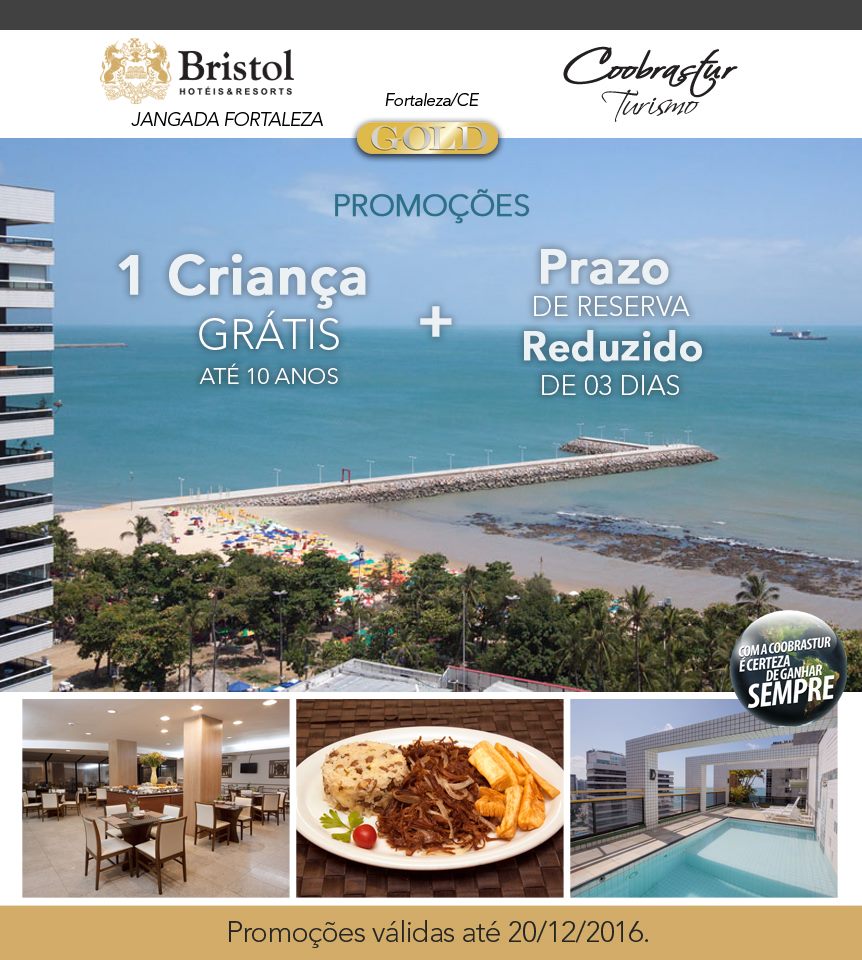 Bristol
HOTÉIS&RESORTS
JANGADA FORTALEZA
Fortaleza/CE
GOLD
Coobrastur
Turismo
PROMOÇÕES
1 Criança
GRÁTIS
ATÉ 10 ANOS
+
Prazo
DE RESERVA
Reduzido
DE 03 DIAS
COM A COOBRASTUR
É CERTEZA
DE GANHAR
SEMPRE
Promoções válidas até 20/12/2016.